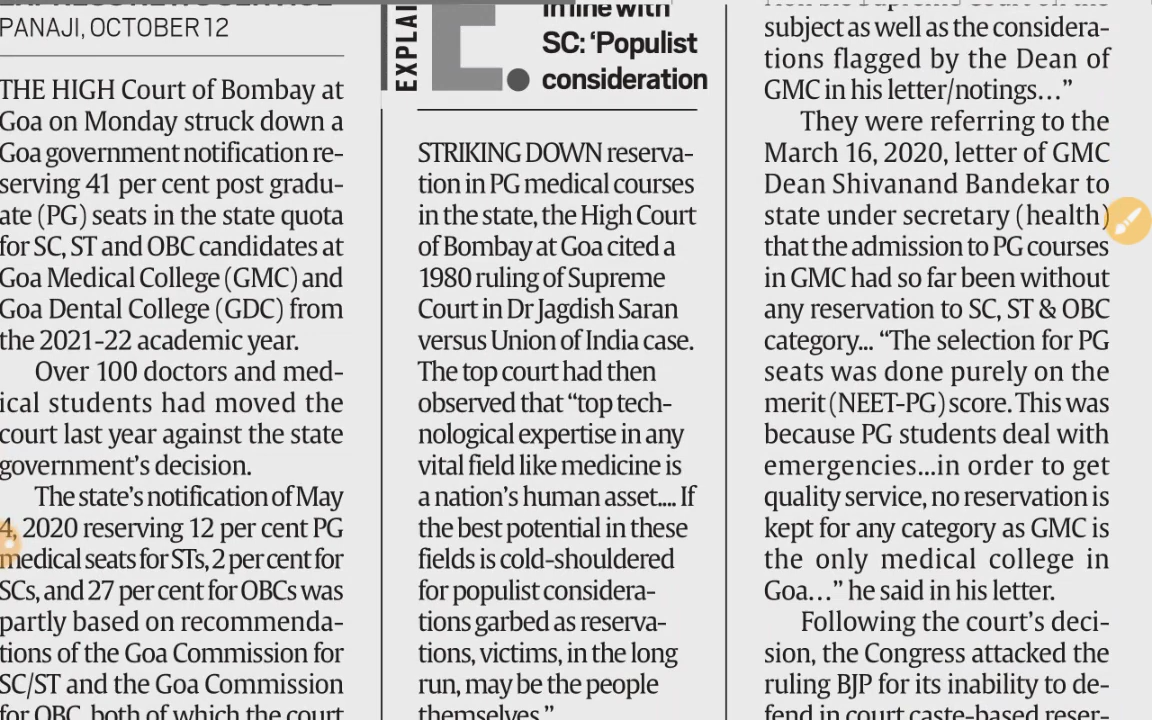 PANAJI, OCTOBER 12
THE HIGH Court of Bombay at
Goa on Monday struck down a
Goa government notification re-
serving 41 per cent post gradu-
ate (PG) seats in the state quota
for SC, ST and OBC candidates at
Goa Medical College (GMC) and
Goa Dental College (GDC) from
the 2021-22 academic year.
Over 100 doctors and med-
ical students had moved the
court last year against the state
government's decision.
The state's notification of May
4, 2020 reserving 12 per cent PG
medical seats for STs, 2 per cent for
SCs, and 27 per cent for OBCs was
partly based on recommenda-
tions of the Goa Commission for
SC/ST and the Goa Commission
for OBC, both of which the court
EXPLAI
E.
In line with
SC: ‘Populist
consideration
STRIKING DOWN reserva-
tion in PG medical courses
in the state, the High Court
of Bombay at Goa cited a
1980 ruling of Supreme
Court in Dr Jagdish Saran
versus Union of India case.
The top court had then
observed that “top tech-
nological expertise in any
vital field like medicine is
a nation's human asset.... If
the best potential in these
fields is cold-shouldered
for populist considera-
tions garbed as reserva-
tions, victims, in the long
run, may be the people
themselves.”
subject as well as the considera-
tions flagged by the Dean of
GMC in his letter/notings...”
They were referring to the
March 16, 2020, letter of GMC
Dean Shivanand Bandekar to
state under secretary (health)
that the admission to PG courses
in GMC had so far been without
any reservation to SC, ST & OBC
category... “The selection for PG
seats was done purely on the
merit (NEET-PG) score. This was
because PG students deal with
emergencies...in order to get
quality service, no reservation is
kept for any category as GMC is
the only medical college in
Goa...” he said in his letter.
Following the court's deci-
sion, the Congress attacked the
ruling BJP for its inability to de-
fend in court caste-based reser-